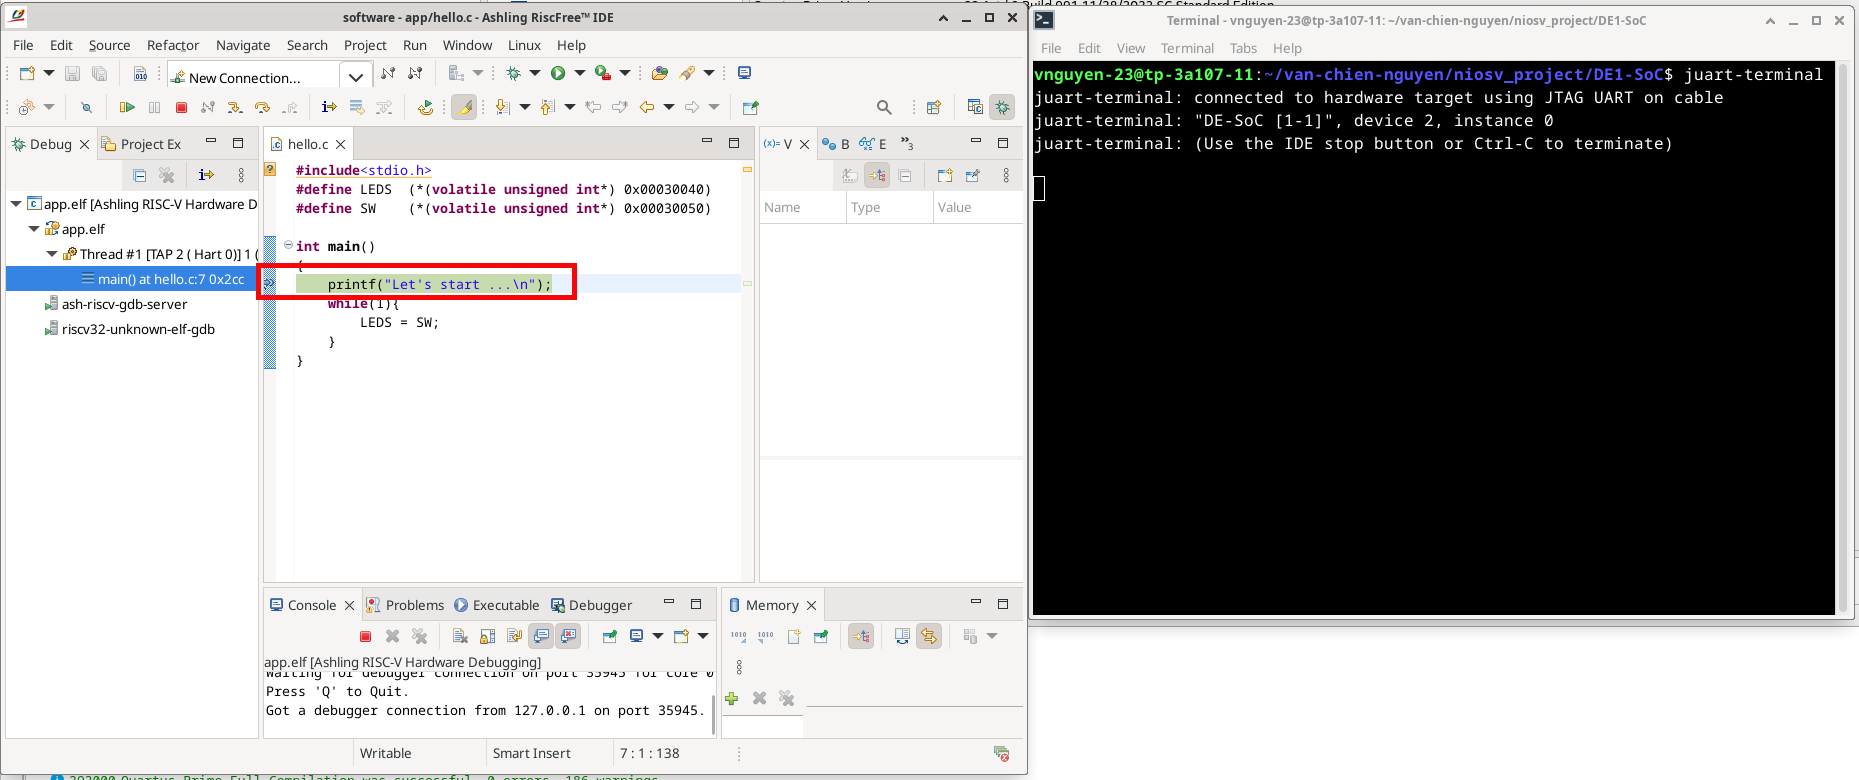 software - app/hello.c - Ashling RiscFree™ IDE
File Edit Source Refactor Navigate Search Project Run Window Linux Help
New Connection...
Debug
Project Ex
app.elf [Ashling RISC-V Hardware D
app.elf
Thread #1 [TAP 2 ( Hart 0)] 1 (
main() at hello.c:7 0x2cc
ash-riscv-gdb-server
riscv32-unknown-elf-gdb
hello.c
#include<stdio.h>
#define LEDS  (*(volatile unsigned int*) 0x00030040)
#define SW    (*(volatile unsigned int*) 0x00030050)
int main()
{
    printf("Let's start ...\n");
    while(1){
        LEDS = SW;
    }
}
(x)= V
B
E
»3
Name Type Value
Console Problems Executable Debugger
app.elf [Ashling RISC-V Hardware Debugging]
Waiting for debugger connection on port 35945 for core 0
Press 'Q' to Quit.
Got a debugger connection from 127.0.0.1 on port 35945.
Memory
Writable Smart Insert 7 : 1 : 138
Terminal - vnguyen-23@tp-3a107-11: ~/van-chien-nguyen/niosv_project/DE1-SoC
File Edit View Terminal Tabs Help
vnguyen-23@tp-3a107-11:~/van-chien-nguyen/niosv_project/DE1-SoC$ juart-terminal
juart-terminal: connected to hardware target using JTAG UART on cable
juart-terminal: "DE-SoC [1-1]", device 2, instance 0
juart-terminal: (Use the IDE stop button or Ctrl-C to terminate)
293000 Quartus Prime Full Compilation was successful. 0 errors, 186 warnings